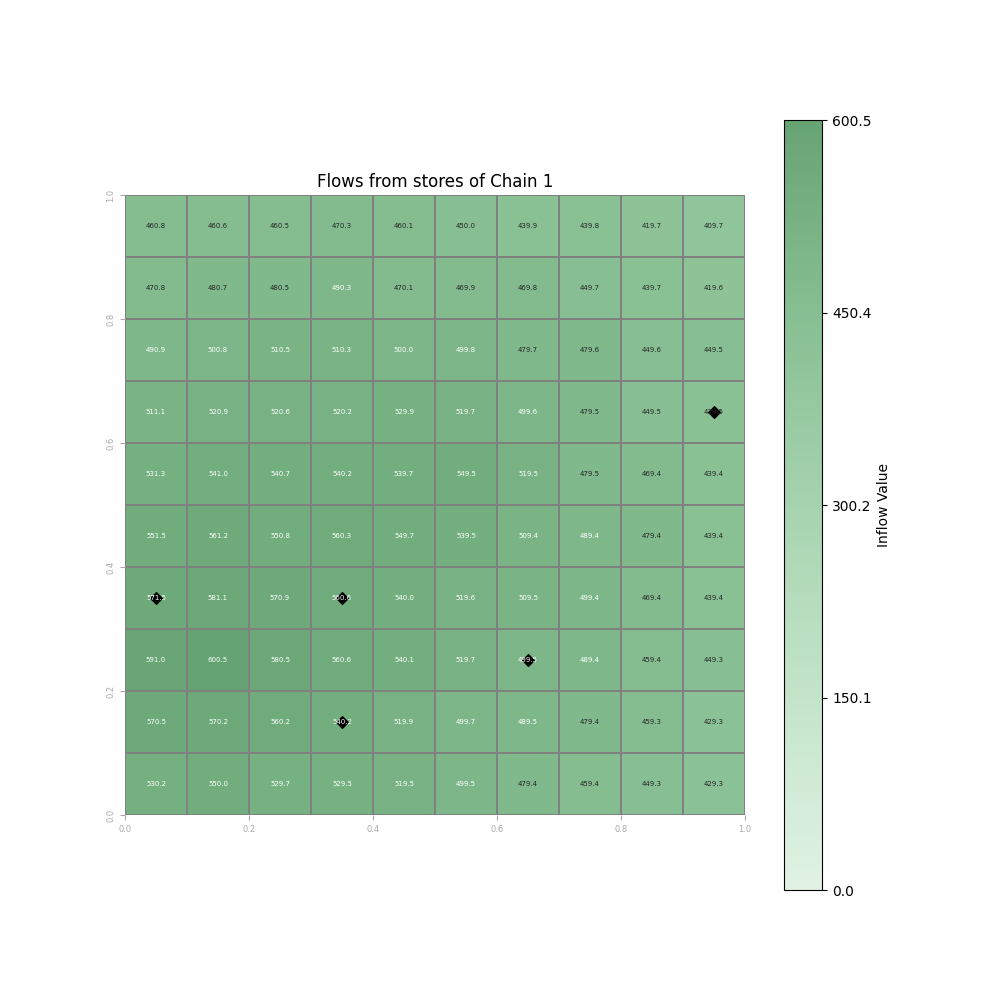 Flows from stores of Chain 1
1.0
460.8 460.6 460.5 470.3 460.1 450.0 439.9 439.8 419.7 409.7
470.8 480.7 480.5 490.3 470.1 469.9 469.8 449.7 439.7 419.6
0.8
490.9 500.8 510.5 510.3 500.0 499.8 479.7 479.6 449.6 449.5
511.1 520.9 520.6 520.2 529.9 519.7 499.6 479.5 449.5
0.6
531.3 541.0 540.7 540.2 539.7 549.5 519.5 479.5 469.4 439.4
551.5 561.2 550.8 560.3 549.7 539.5 509.4 489.4 479.4 439.4
0.4
581.1 570.9 540.0 519.6 509.5 499.4 469.4 439.4
591.0 600.5 580.5 560.6 540.1 519.7 499.5 489.4 459.4 449.3
0.2
570.5 570.2 560.2 540.2 519.9 499.7 489.5 479.4 459.3 429.3
530.2 550.0 529.7 529.5 519.5 499.5 479.4 459.4 449.3 429.3
0.0
0.0 0.2 0.4 0.6 0.8 1.0
600.5
450.4
300.2
150.1
0.0
Inflow Value